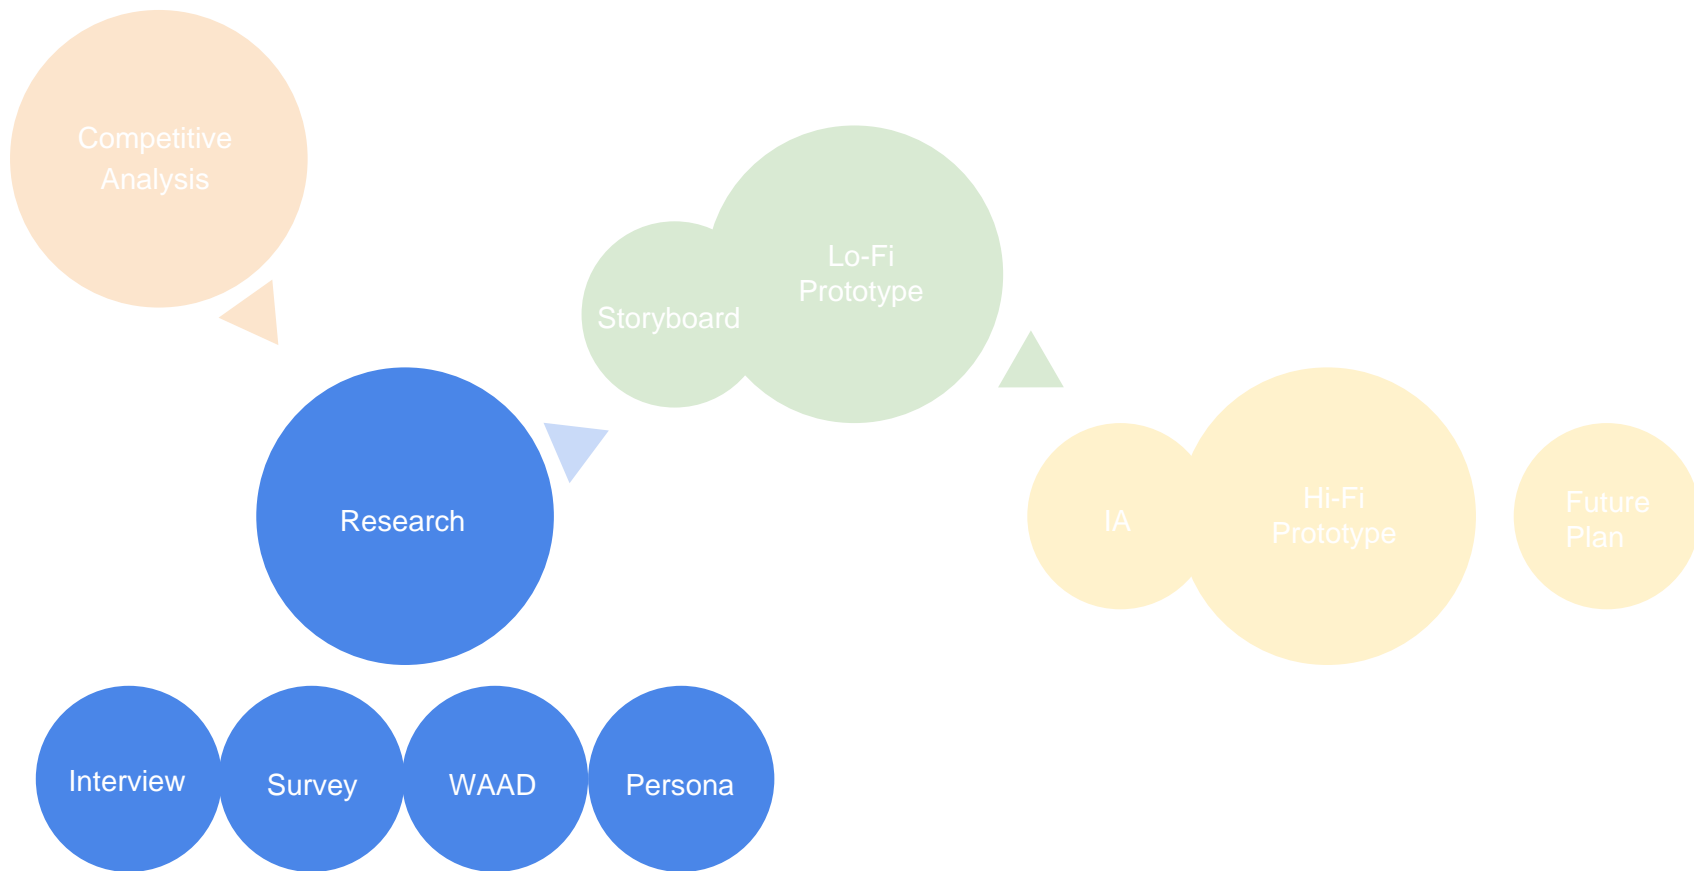 Competitive
Analysis
Lo-Fi
Prototype
Storyboard
Research
IA
Hi-Fi
Prototype
Future
Plan
Interview
Survey
WAAD
Persona